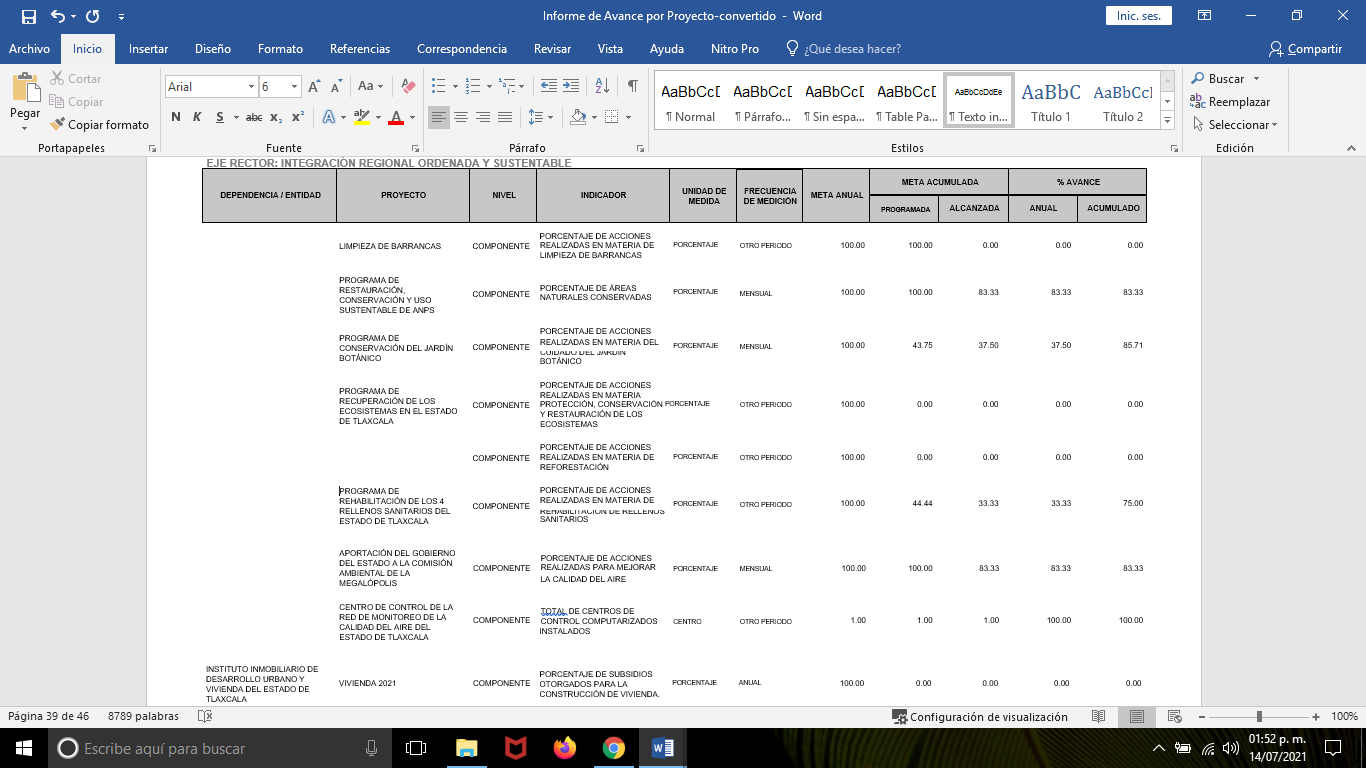 Informe de Avance por Proyecto-convertido - Word
Inic. ses.
Archivo Inicio Insertar Diseño Formato Referencias Correspondencia Revisar Vista Ayuda Nitro Pro ¿Qué desea hacer? Compartir
Pegar
Cortar
Copiar
Copiar formato
Portapapeles
Arial 6
Aa
N K S abc x₂ x² A A
Fuente
Párrafo
AaBbCcI AaBbCcI AaBbCcI AaBbCcI AaBbCcDdEe AaBbC AaBbCcI
¶ Normal ¶ Párrafo... ¶ Sin espa... ¶ Table Pa... ¶ Texto in... Título 1 Título 2
Estilos
Buscar
Reemplazar
Seleccionar
Edición
EJE RECTOR: INTEGRACIÓN REGIONAL ORDENADA Y SUSTENTABLE
DEPENDENCIA / ENTIDAD PROYECTO NIVEL INDICADOR UNIDAD DE MEDIDA FRECUENCIA DE MEDICIÓN META ANUAL META ACUMULADA % AVANCE
PROGRAMADA ALCANZADA ANUAL ACUMULADO
LIMPIEZA DE BARRANCAS COMPONENTE PORCENTAJE DE ACCIONES
REALIZADAS EN MATERIA DE
LIMPIEZA DE BARRANCAS
PORCENTAJE OTRO PERIODO 100.00 100.00 0.00 0.00 0.00
PROGRAMA DE
RESTAURACIÓN,
CONSERVACIÓN Y USO
SUSTENTABLE DE ANPS
COMPONENTE PORCENTAJE DE ÁREAS
NATURALES CONSERVADAS
PORCENTAJE MENSUAL 100.00 100.00 83.33 83.33 83.33
PROGRAMA DE
CONSERVACIÓN DEL JARDÍN
BOTÁNICO
COMPONENTE PORCENTAJE DE ACCIONES
REALIZADAS EN MATERIA DEL
CUIDADO DEL JARDÍN
BOTÁNICO
PORCENTAJE MENSUAL 100.00 43.75 37.50 37.50 85.71
PROGRAMA DE
RECUPERACIÓN DE LOS
ECOSISTEMAS EN EL ESTADO
DE TLAXCALA
COMPONENTE PORCENTAJE DE ACCIONES
REALIZADAS EN MATERIA
PROTECCIÓN, CONSERVACIÓN
Y RESTAURACIÓN DE LOS
ECOSISTEMAS
PORCENTAJE OTRO PERIODO 100.00 0.00 0.00 0.00 0.00
COMPONENTE PORCENTAJE DE ACCIONES
REALIZADAS EN MATERIA DE
REFORESTACIÓN
PORCENTAJE OTRO PERIODO 100.00 0.00 0.00 0.00 0.00
PROGRAMA DE
REHABILITACIÓN DE LOS 4
RELLENOS SANITARIOS DEL
ESTADO DE TLAXCALA
COMPONENTE PORCENTAJE DE ACCIONES
REALIZADAS EN MATERIA DE
REHABILITACIÓN DE RELLENOS
SANITARIOS
PORCENTAJE OTRO PERIODO 100.00 44.44 33.33 33.33 75.00
APORTACIÓN DEL GOBIERNO
DEL ESTADO A LA COMISIÓN
AMBIENTAL DE LA
MEGALÓPOLIS
COMPONENTE PORCENTAJE DE ACCIONES
REALIZADAS PARA MEJORAR
LA CALIDAD DEL AIRE
PORCENTAJE MENSUAL 100.00 100.00 83.33 83.33 83.33
CENTRO DE CONTROL DE LA
RED DE MONITOREO DE LA
CALIDAD DEL AIRE DEL
ESTADO DE TLAXCALA
COMPONENTE TOTAL DE CENTROS DE
CONTROL COMPUTARIZADOS
INSTALADOS
CENTRO OTRO PERIODO 1.00 1.00 1.00 100.00 100.00
INSTITUTO INMOBILIARIO DE
DESARROLLO URBANO Y
VIVIENDA DEL ESTADO DE
TLAXCALA
VIVIENDA 2021 COMPONENTE PORCENTAJE DE SUBSIDIOS
OTORGADOS PARA LA
CONSTRUCCIÓN DE VIVIENDA.
PORCENTAJE ANUAL 100.00 0.00 0.00 0.00 0.00
Página 39 de 46 8789 palabras Configuración de visualización 100%
Escribe aquí para buscar
01:52 p. m.
14/07/2021